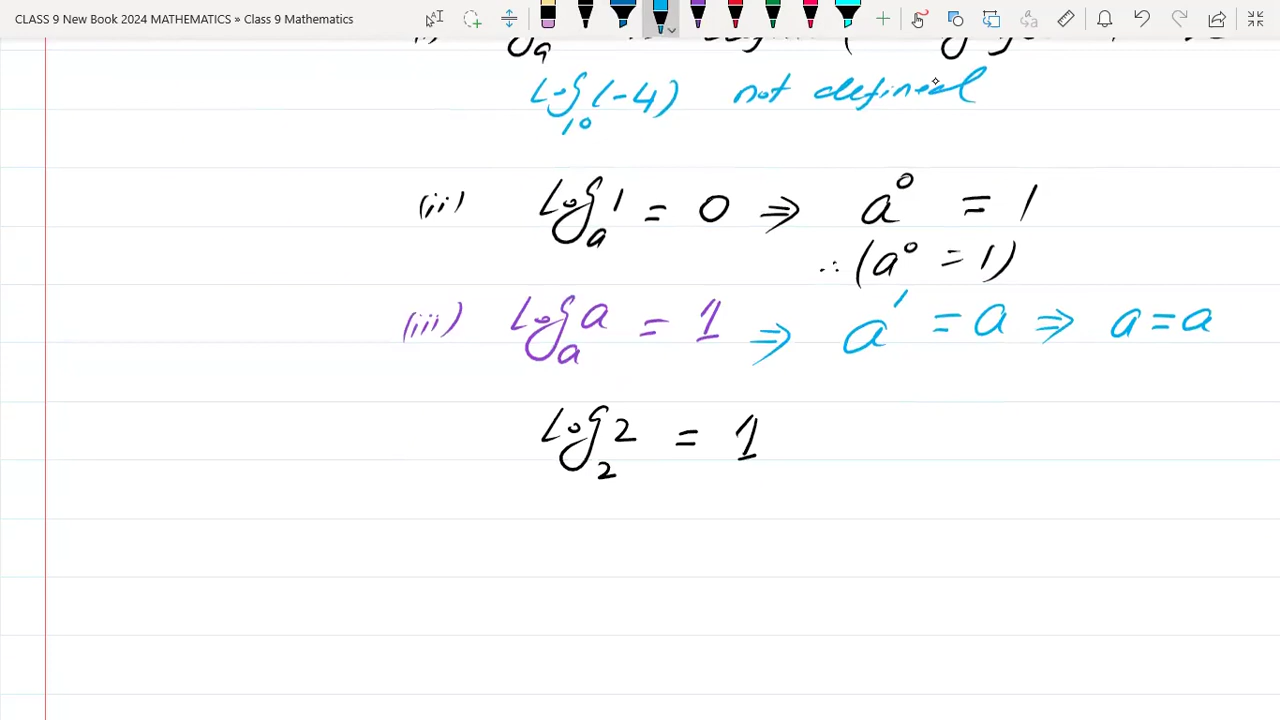 CLASS 9 New Book 2024 MATHEMATICS » Class 9 Mathematics
log₁₀(-4) not defined
(ii) logₐ1 = 0 ⇒ a⁰ = 1
∴ (a⁰ = 1)
(iii) logₐa = 1 ⇒ a¹ = a ⇒ a = a
log₂2 = 1